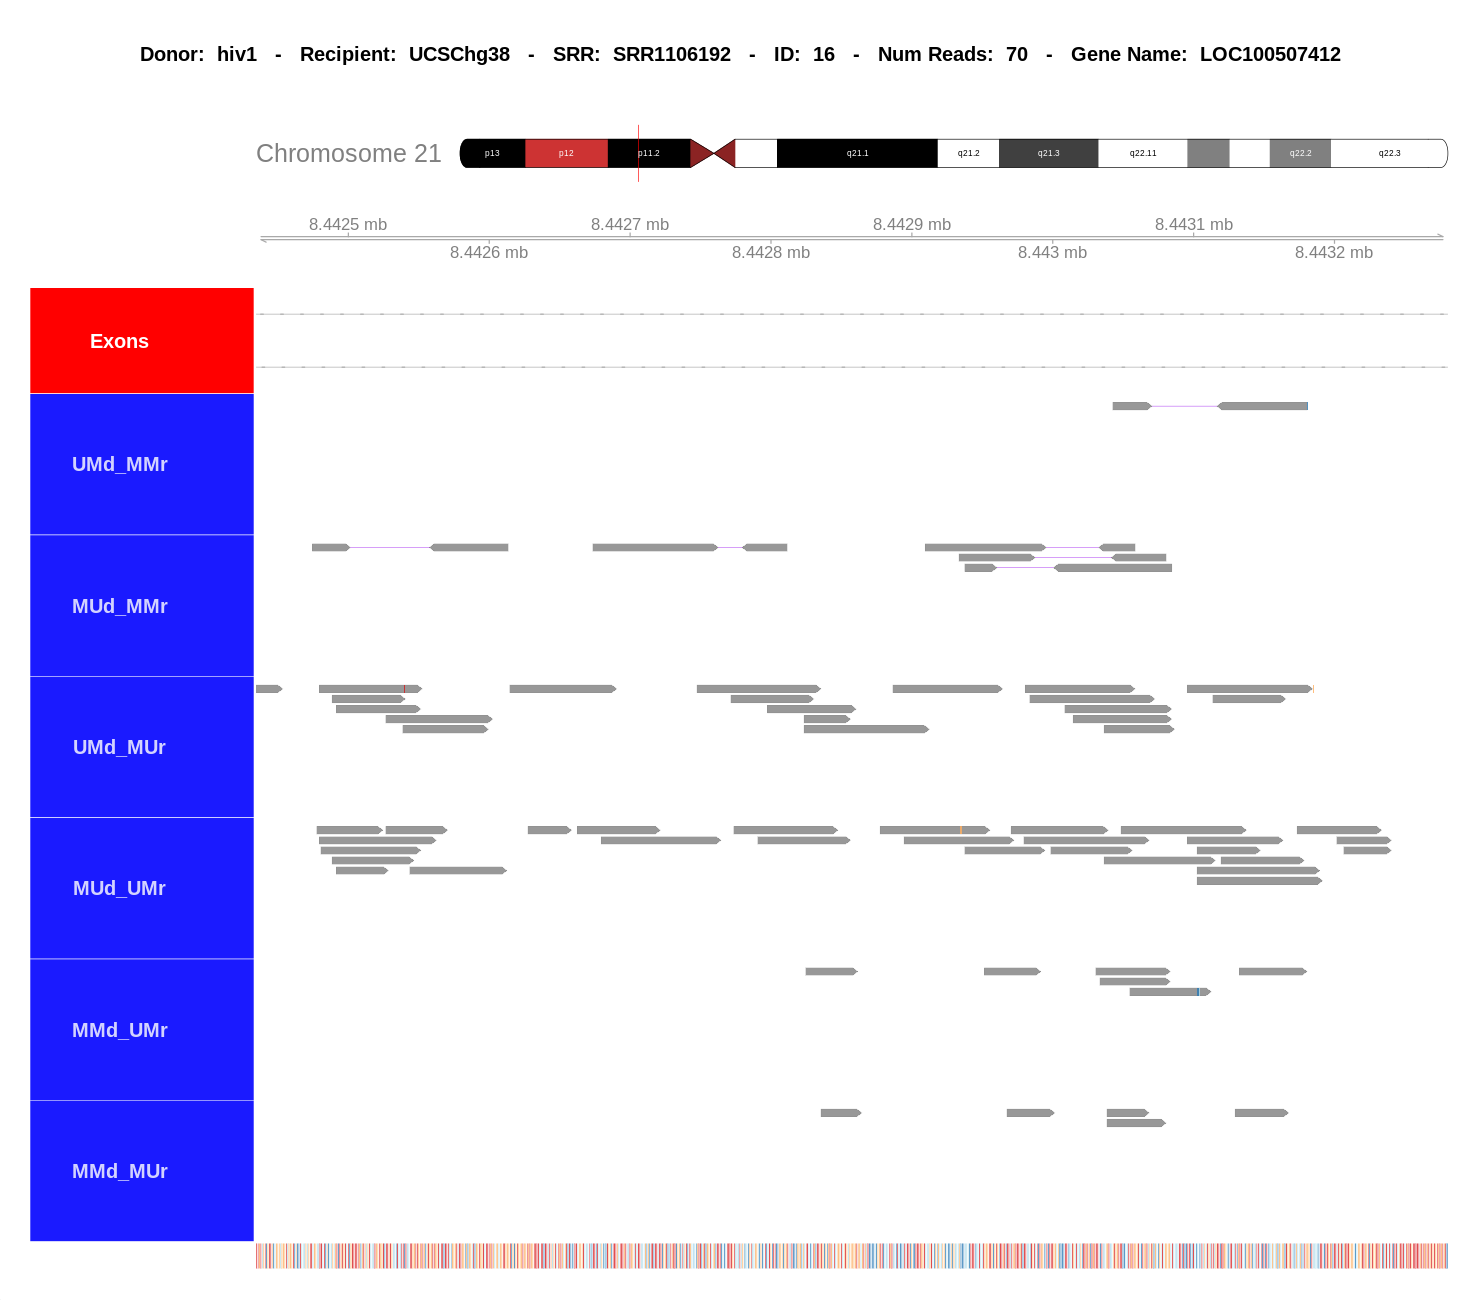 Donor: hiv1 - Recipient: UCSChg38 - SRR: SRR1106192 - ID: 16 - Num Reads: 70 - Gene Name: LOC100507412
Chromosome 21 p13 p12 p11.2 q21.1 q21.2 q21.3 q22.11 q22.2 q22.3
8.4425 mb 8.4427 mb 8.4429 mb 8.4431 mb
8.4426 mb 8.4428 mb 8.443 mb 8.4432 mb
Exons
UMd_MMr
MUd_MMr
UMd_MUr
MUd_UMr
MMd_UMr
MMd_MUr